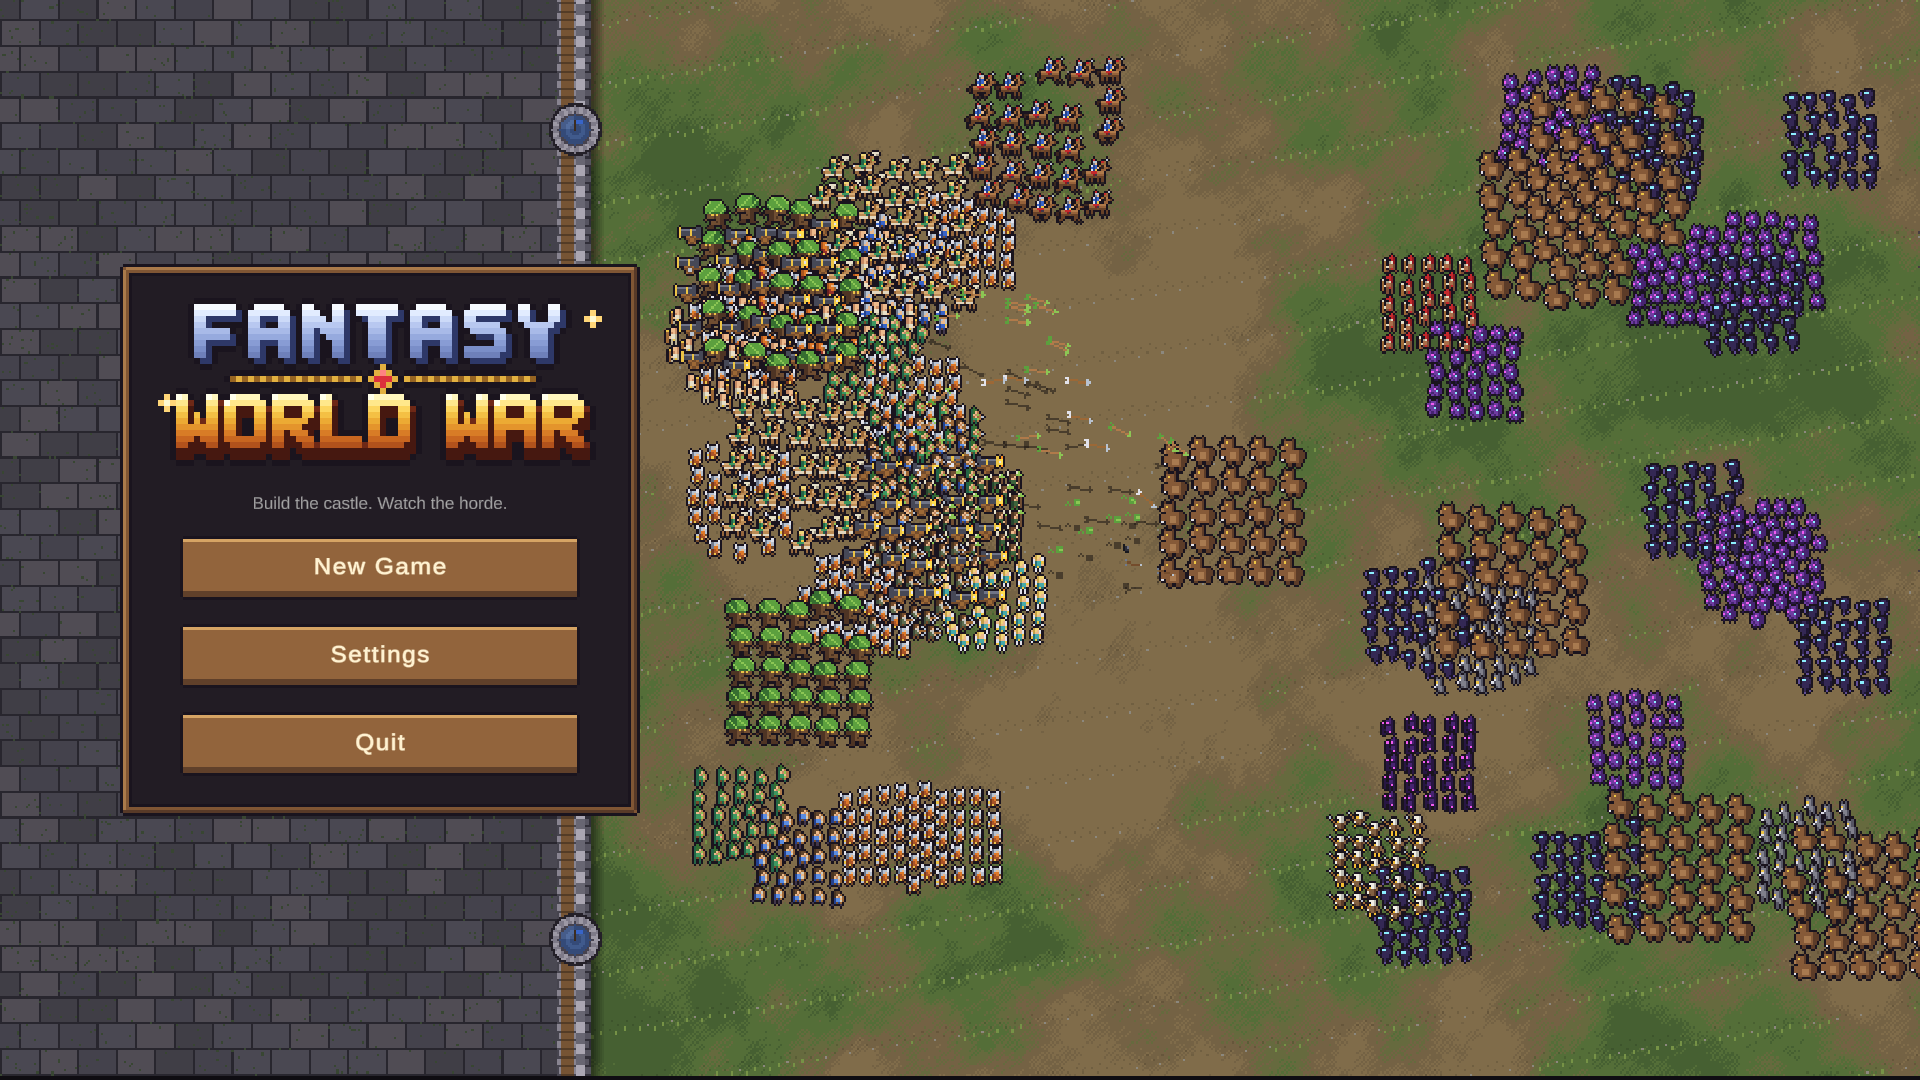 FANTASY
WORLD WAR
Build the castle. Watch the horde.
New Game
Settings
Quit